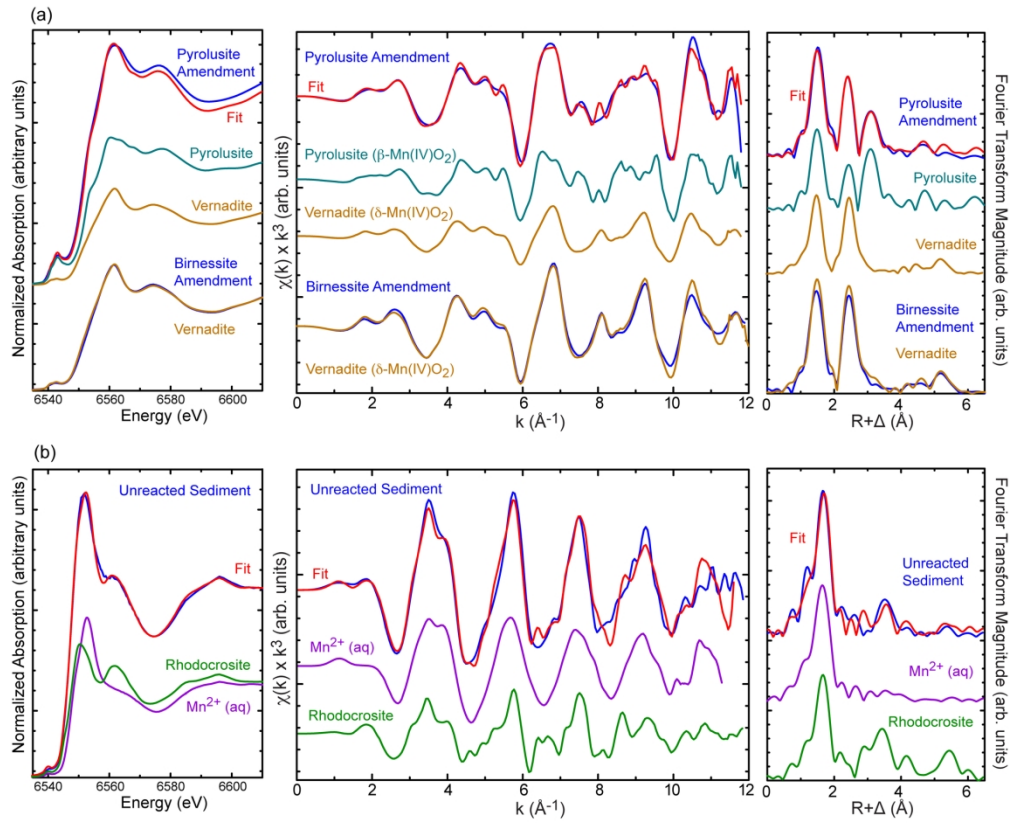 (a)
Normalized Absorption (arbitrary units)
Pyrolusite
Amendment
Fit
Pyrolusite
Vernadite
Birnessite
Amendment
Vernadite
6540 6560 6580 6600
Energy (eV)
χ(k) x k3 (arb. units)
Pyrolusite Amendment
Fit
Pyrolusite (β-Mn(IV)O2)
Vernadite (δ-Mn(IV)O2)
Birnessite Amendment
Vernadite (δ-Mn(IV)O2)
0 2 4 6 8 10 12
k (Å-1)
Fit
Pyrolusite
Amendment
Pyrolusite
Vernadite
Birnessite
Amendment
Vernadite
0 2 4 6
R+Δ (Å)
Fourier Transform Magnitude (arb. units)
(b)
Normalized Absorption (arbitrary units)
Unreacted Sediment
Fit
Rhodocrosite
Mn2+ (aq)
6540 6560 6580 6600
Energy (eV)
χ(k) x k3 (arb. units)
Unreacted Sediment
Fit
Mn2+ (aq)
Rhodocrosite
0 2 4 6 8 10 12
k (Å-1)
Fit
Unreacted
Sediment
Mn2+ (aq)
Rhodocrosite
0 2 4 6
R+Δ (Å)
Fourier Transform Magnitude (arb. units)